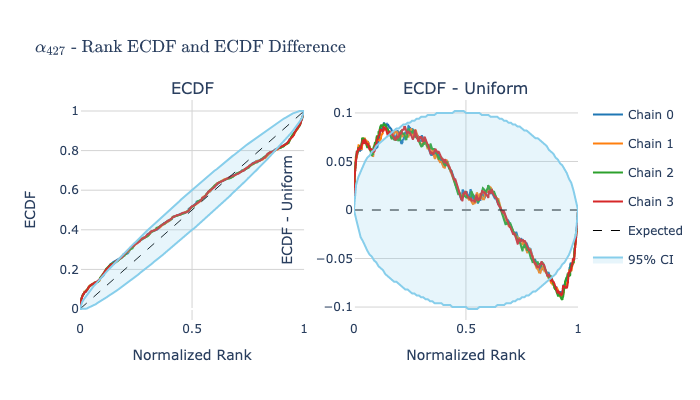 α₄₂₇ - Rank ECDF and ECDF Difference
ECDF
ECDF - Uniform
1
0.8
0.6
0.4
0.2
0
ECDF
0
0.5
1
Normalized Rank
0.1
0.05
0
−0.05
−0.1
ECDF - Uniform
0
0.5
1
Normalized Rank
Chain 0
Chain 1
Chain 2
Chain 3
Expected
95% CI